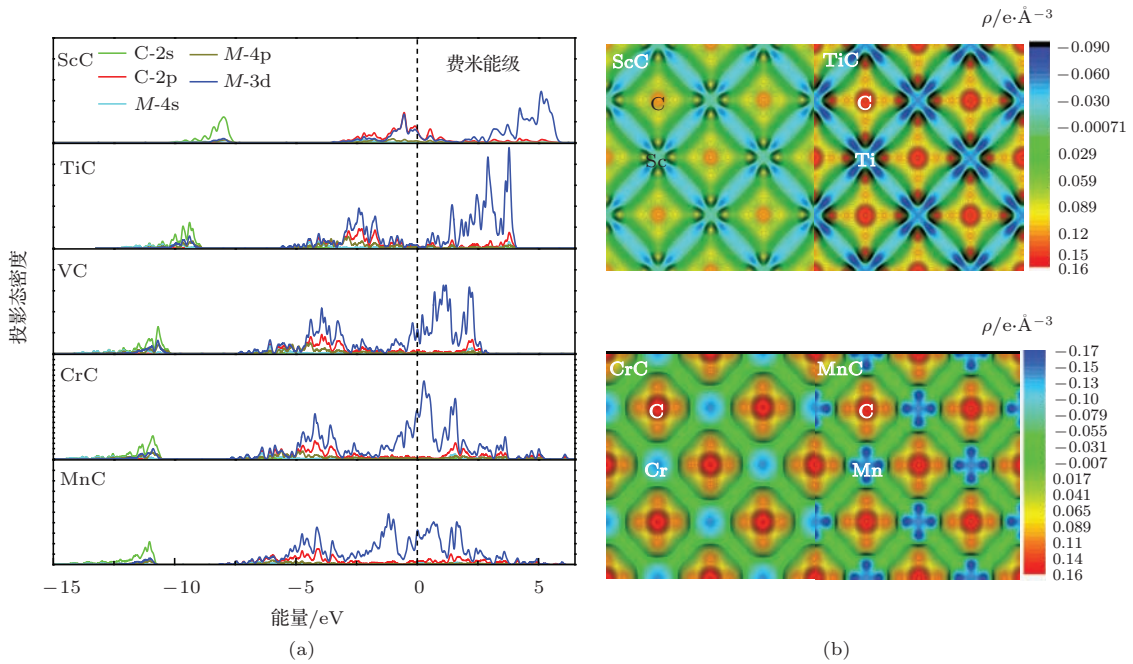 ScC
C-2s
M-4p
C-2p
M-3d
M-4s
费米能级
TiC
VC
CrC
MnC
投影态密度
−15
−10
−5
0
5
能量/eV
(a)
ρ/e·Å⁻³
ScC
TiC
C
C
Sc
Ti
−0.090
−0.060
−0.030
−0.00071
0.029
0.059
0.089
0.12
0.15
0.16
ρ/e·Å⁻³
CrC
MnC
C
C
Cr
Mn
−0.17
−0.15
−0.13
−0.10
−0.079
−0.055
−0.031
−0.007
0.017
0.041
0.065
0.089
0.11
0.14
0.16
(b)